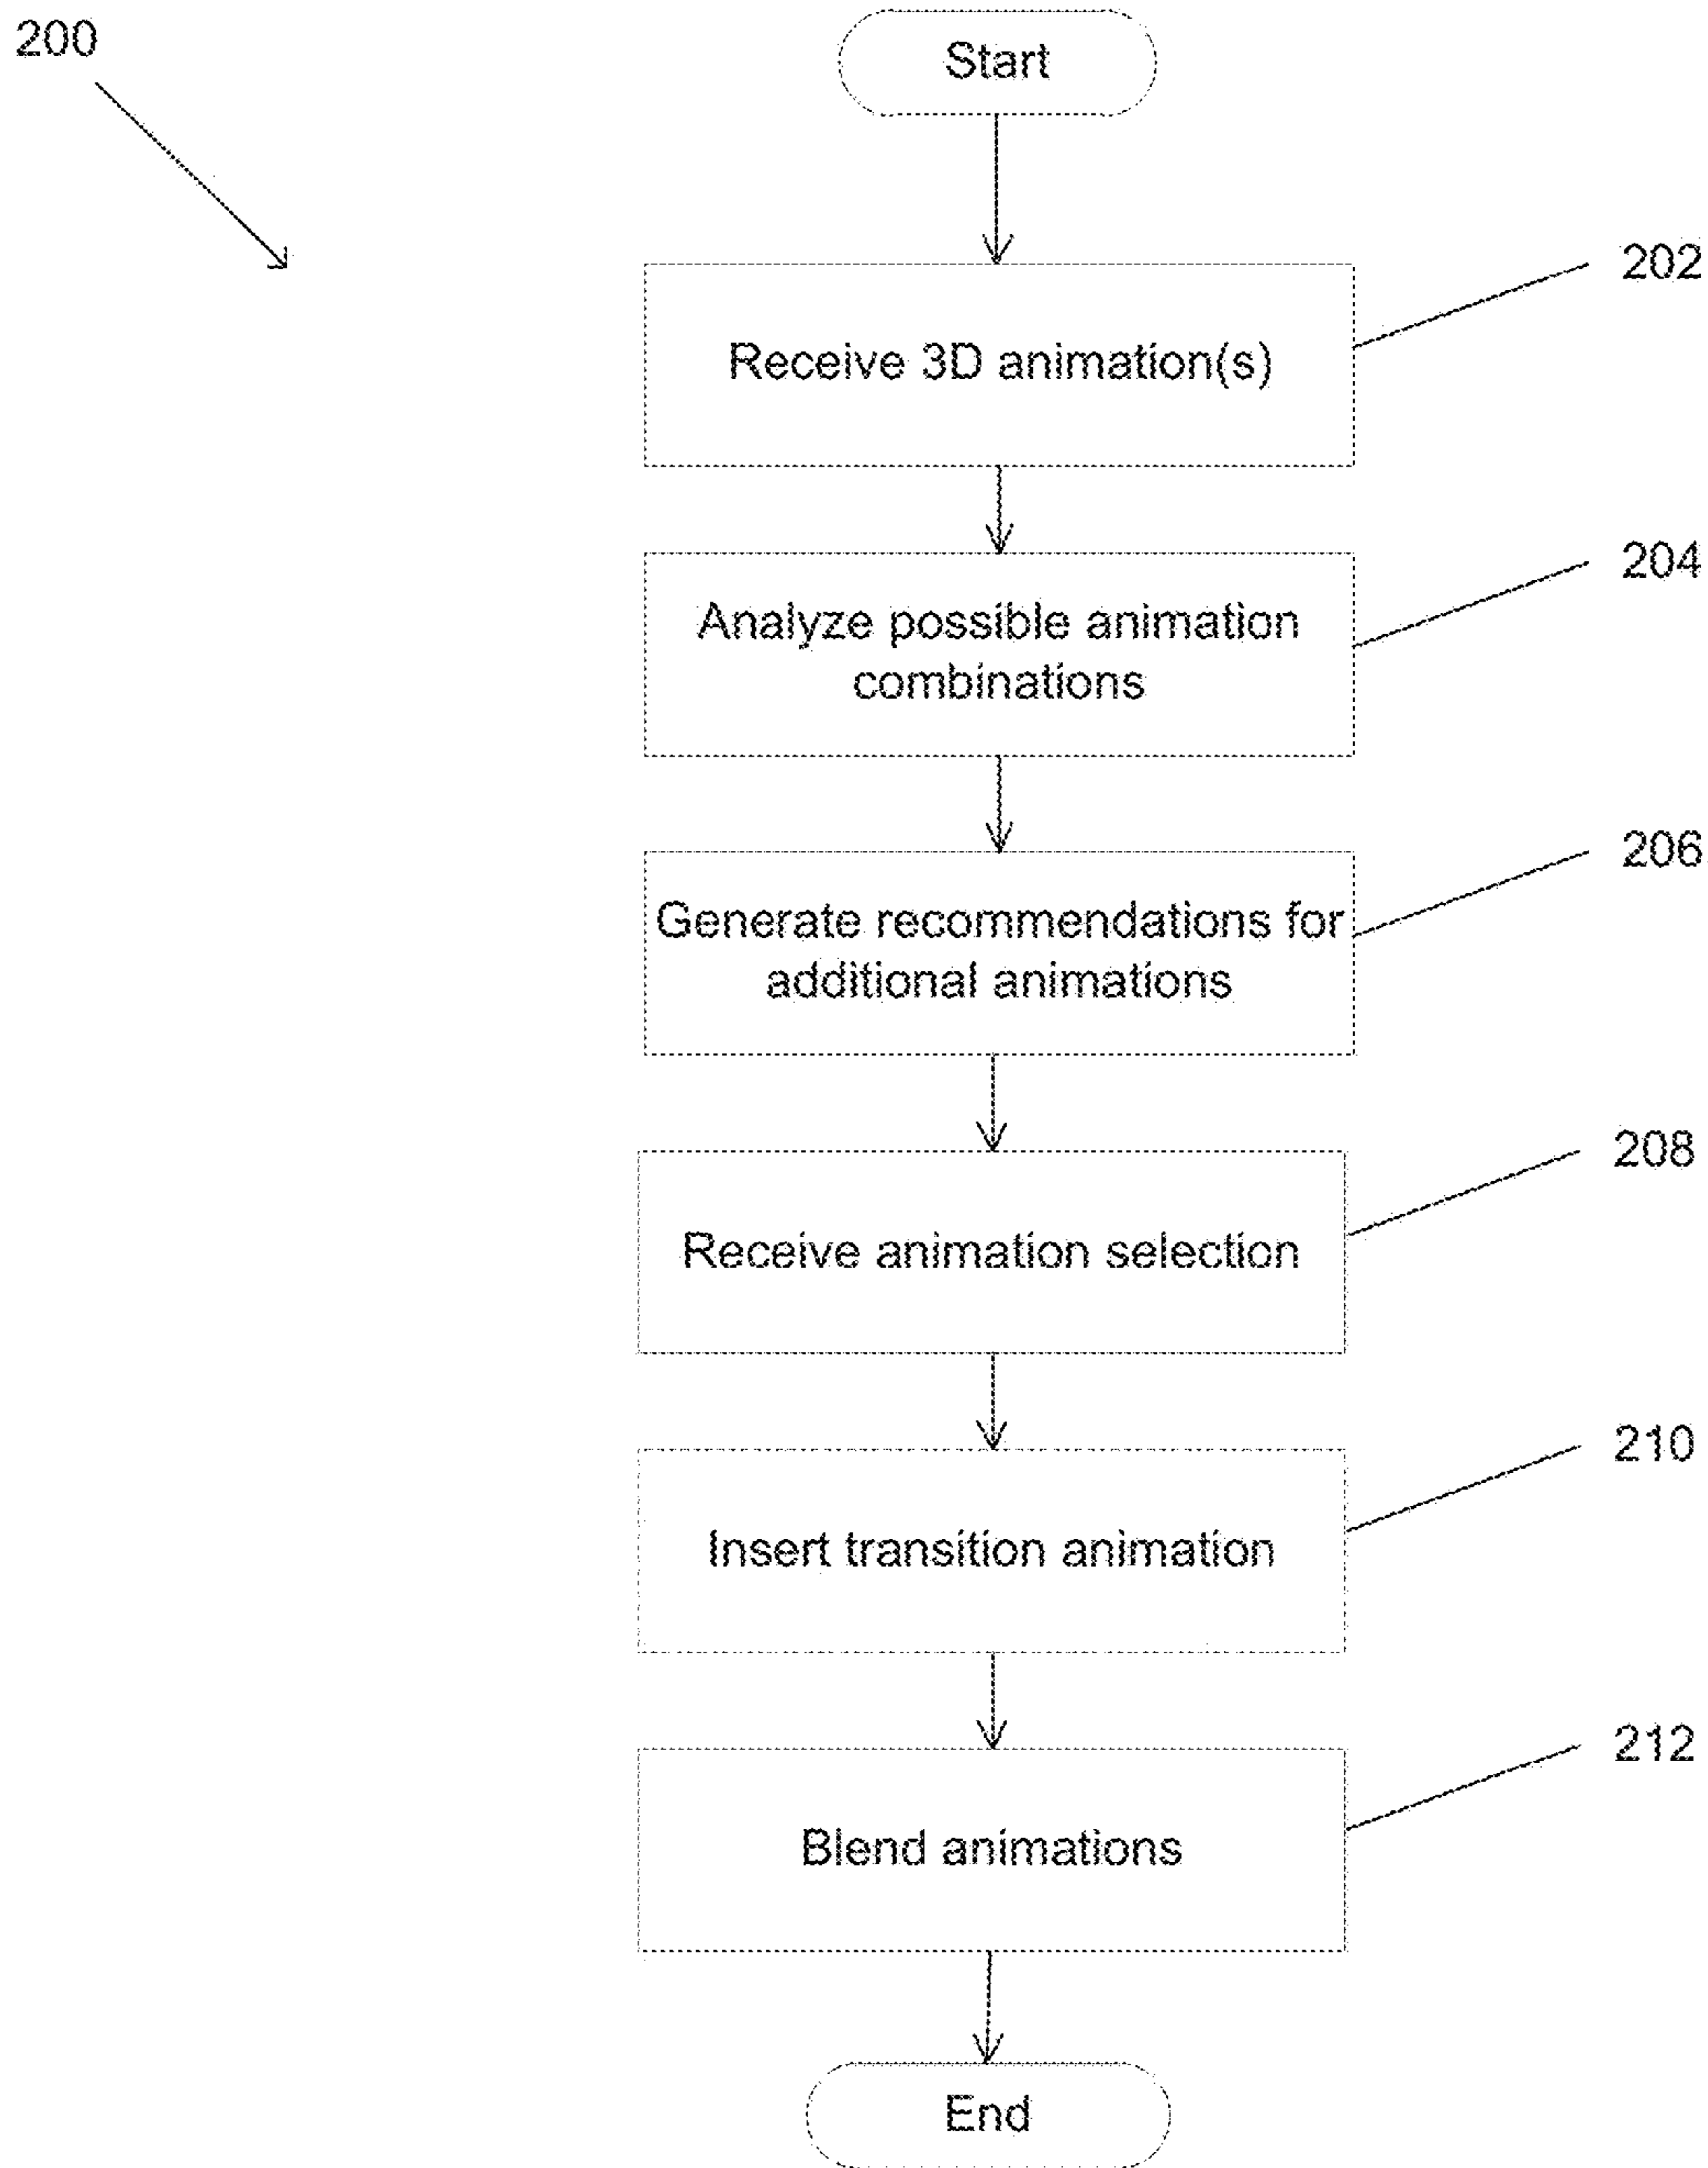 200
Start
202
Receive 3D animation(s)
204
Analyze possible animation
combinations
206
Generate recommendations for
additional animations
208
Receive animation selection
210
Insert transition animation
212
Blend animations
End